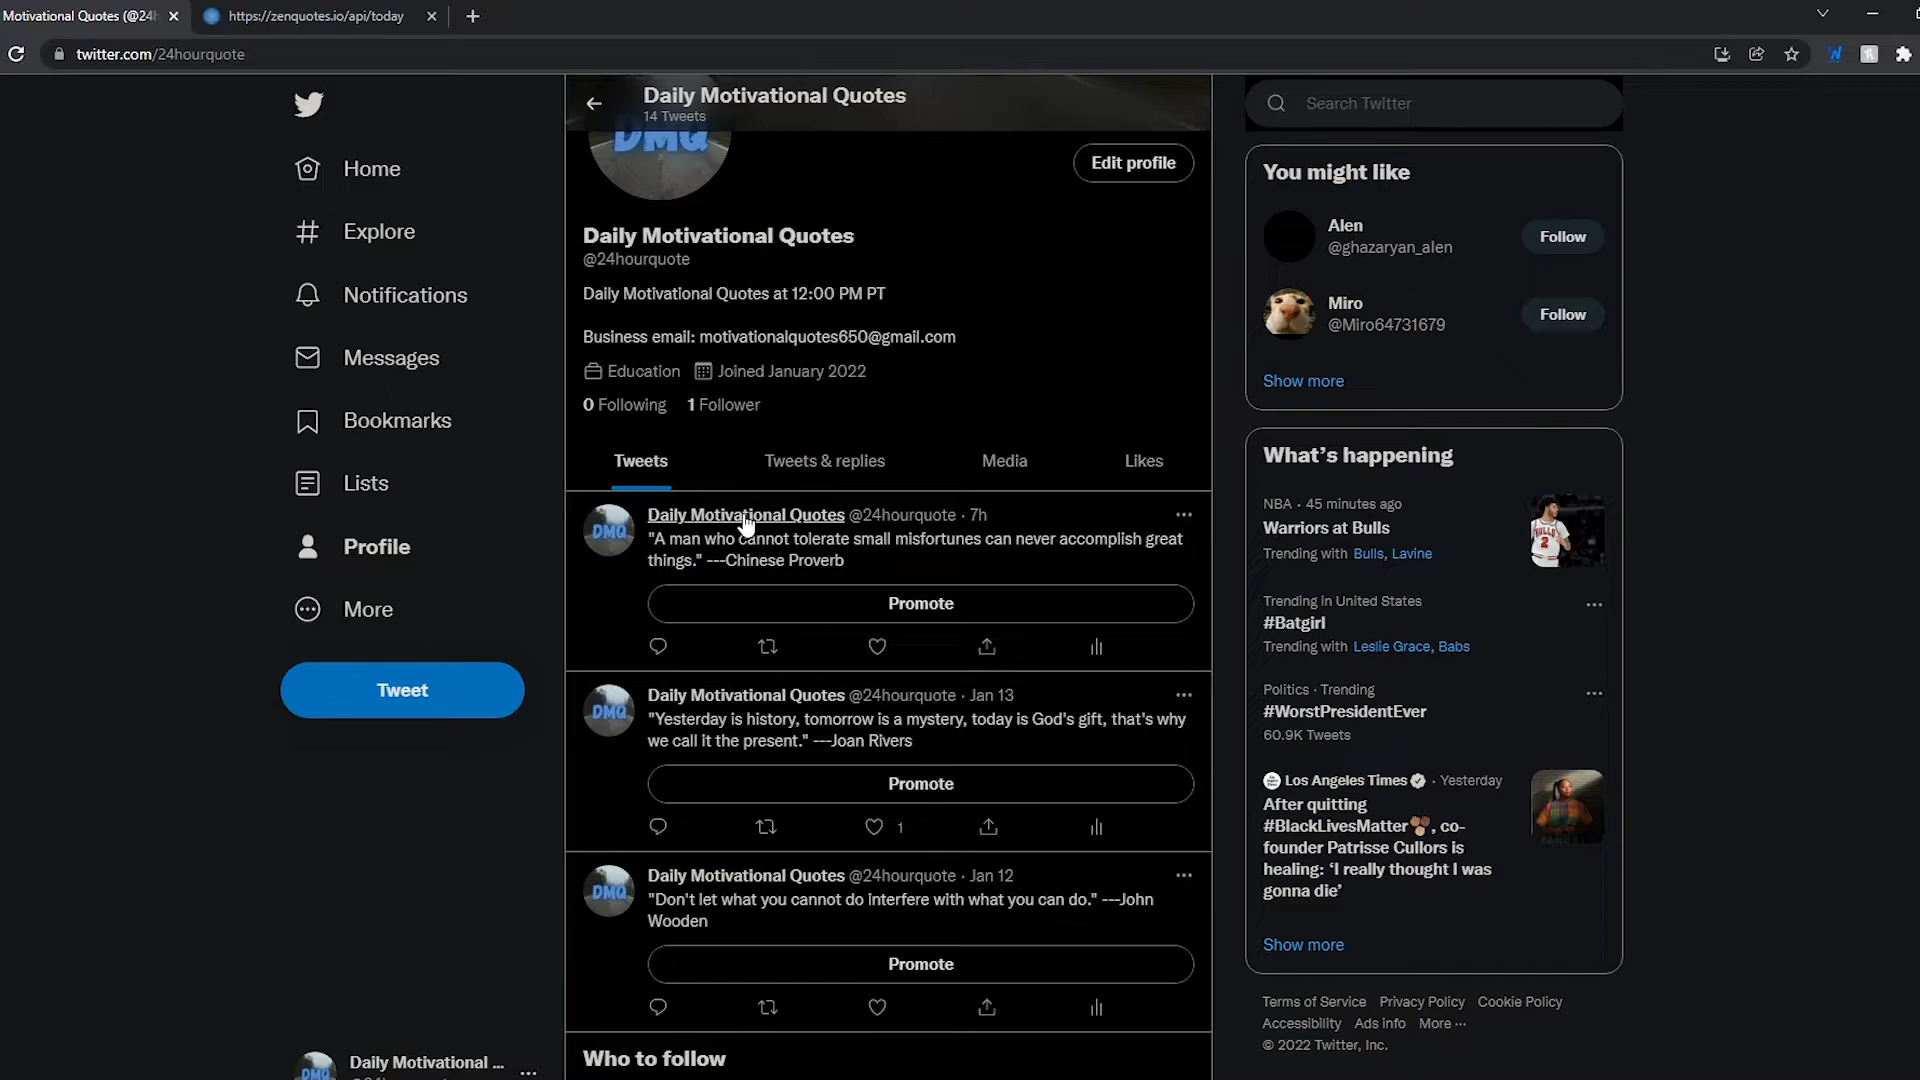 Motivational Quotes (@24h
https://zenquotes.io/api/today
twitter.com/24hourquote
Home
Explore
Notifications
Messages
Bookmarks
Lists
Profile
More
Tweet
Daily Motivational ...
Daily Motivational Quotes
14 Tweets
DMQ
Edit profile
Daily Motivational Quotes
@24hourquote
Daily Motivational Quotes at 12:00 PM PT
Business email: motivationalquotes650@gmail.com
Education Joined January 2022
0 Following 1 Follower
Tweets Tweets & replies Media Likes
DMQ
Daily Motivational Quotes @24hourquote · 7h
"A man who cannot tolerate small misfortunes can never accomplish great
things." ---Chinese Proverb
Promote
DMQ
Daily Motivational Quotes @24hourquote · Jan 13
"Yesterday is history, tomorrow is a mystery, today is God's gift, that's why
we call it the present." ---Joan Rivers
Promote
1
DMQ
Daily Motivational Quotes @24hourquote · Jan 12
"Don't let what you cannot do interfere with what you can do." ---John
Wooden
Promote
Who to follow
Search Twitter
You might like
Alen
@ghazaryan_alen
Follow
Miro
@Miro64731679
Follow
Show more
What's happening
NBA · 45 minutes ago
Warriors at Bulls
Trending with Bulls, Lavine
Trending in United States
#Batgirl
Trending with Leslie Grace, Babs
Politics · Trending
#WorstPresidentEver
60.9K Tweets
Los Angeles Times · Yesterday
After quitting
#BlackLivesMatter, co-
founder Patrisse Cullors is
healing: 'I really thought I was
gonna die'
Show more
Terms of Service Privacy Policy Cookie Policy
Accessibility Ads info More ···
© 2022 Twitter, Inc.